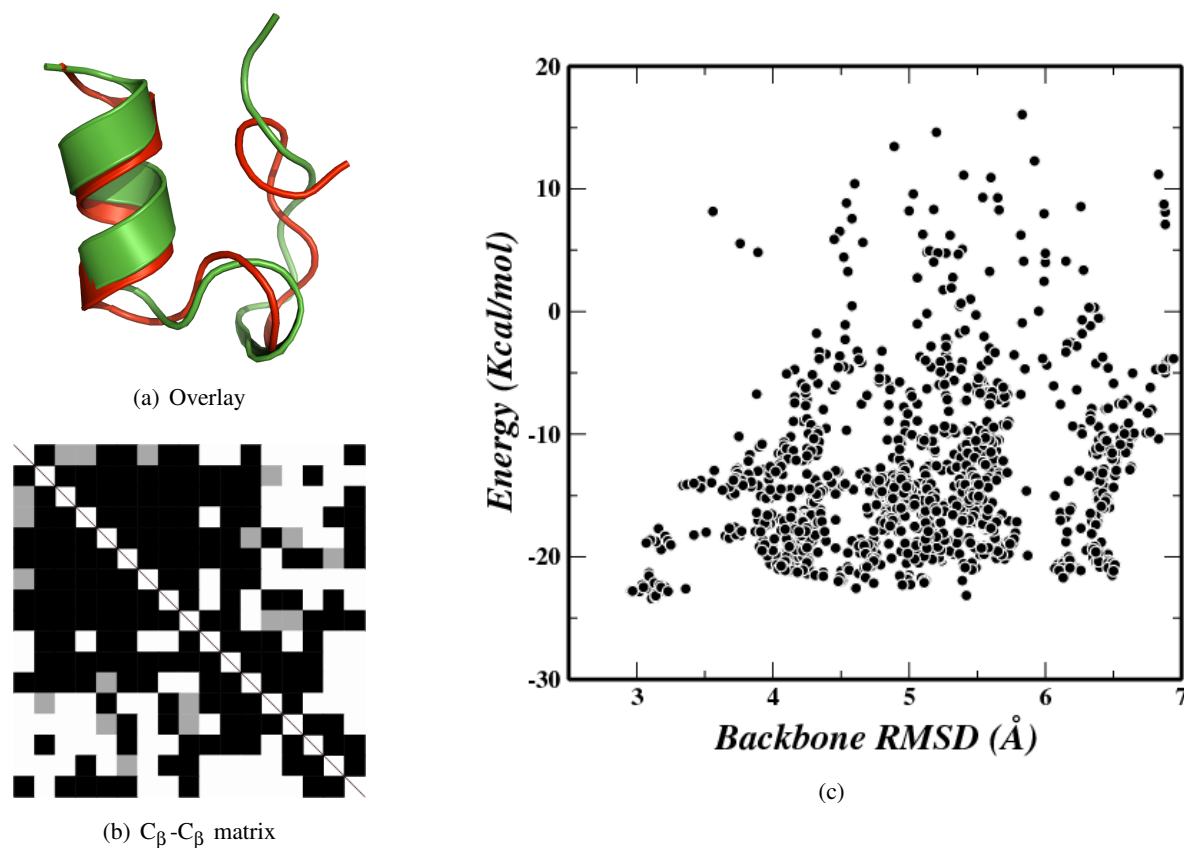 (a) Overlay
(b) Cβ-Cβ matrix
20
10
0
-10
-20
-30
Energy (Kcal/mol)
3 4 5 6 7
Backbone RMSD (Å)
(c)